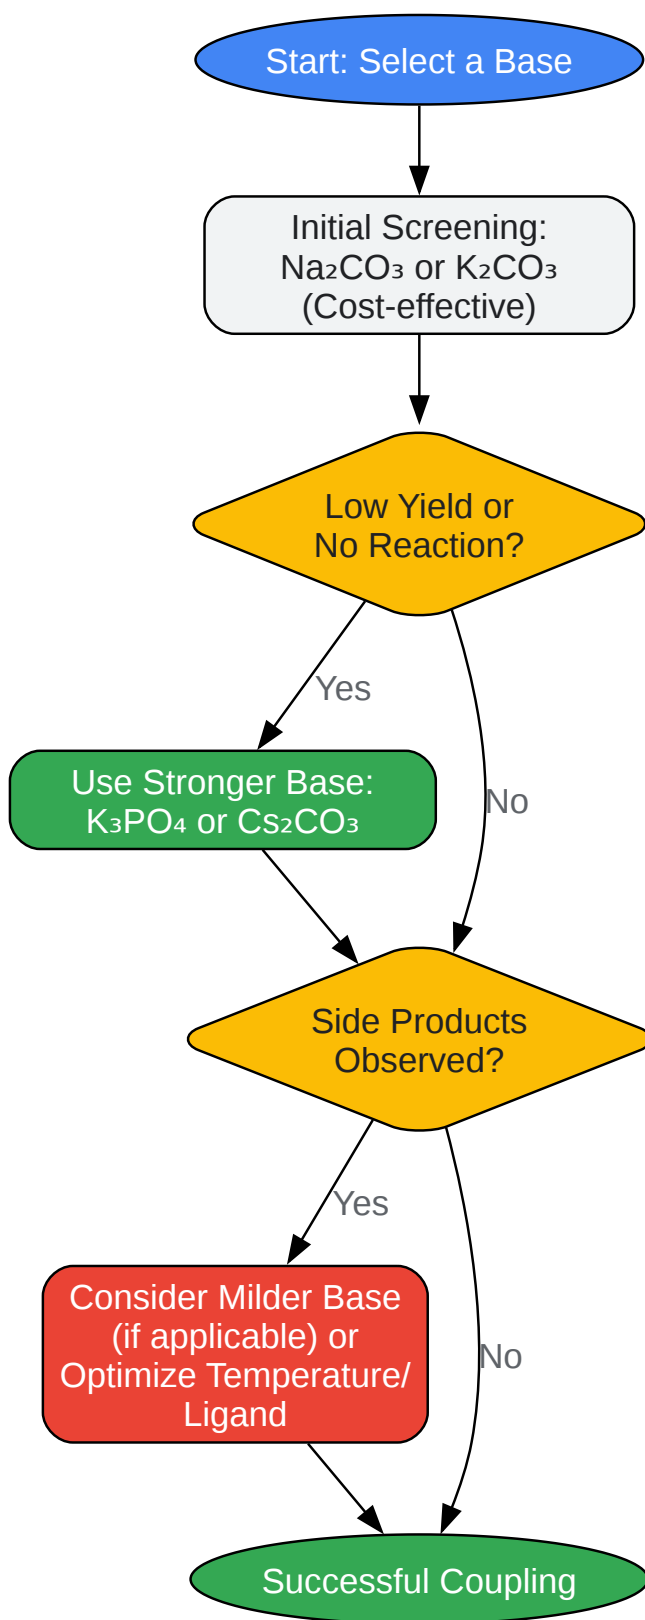 Start: Select a Base
Initial Screening:
Na₂CO₃ or K₂CO₃
(Cost-effective)
Low Yield or
No Reaction?
Yes
Use Stronger Base:
K₃PO₄ or Cs₂CO₃
No
Side Products
Observed?
Yes
Consider Milder Base
(if applicable) or
Optimize Temperature/
Ligand
No
Successful Coupling